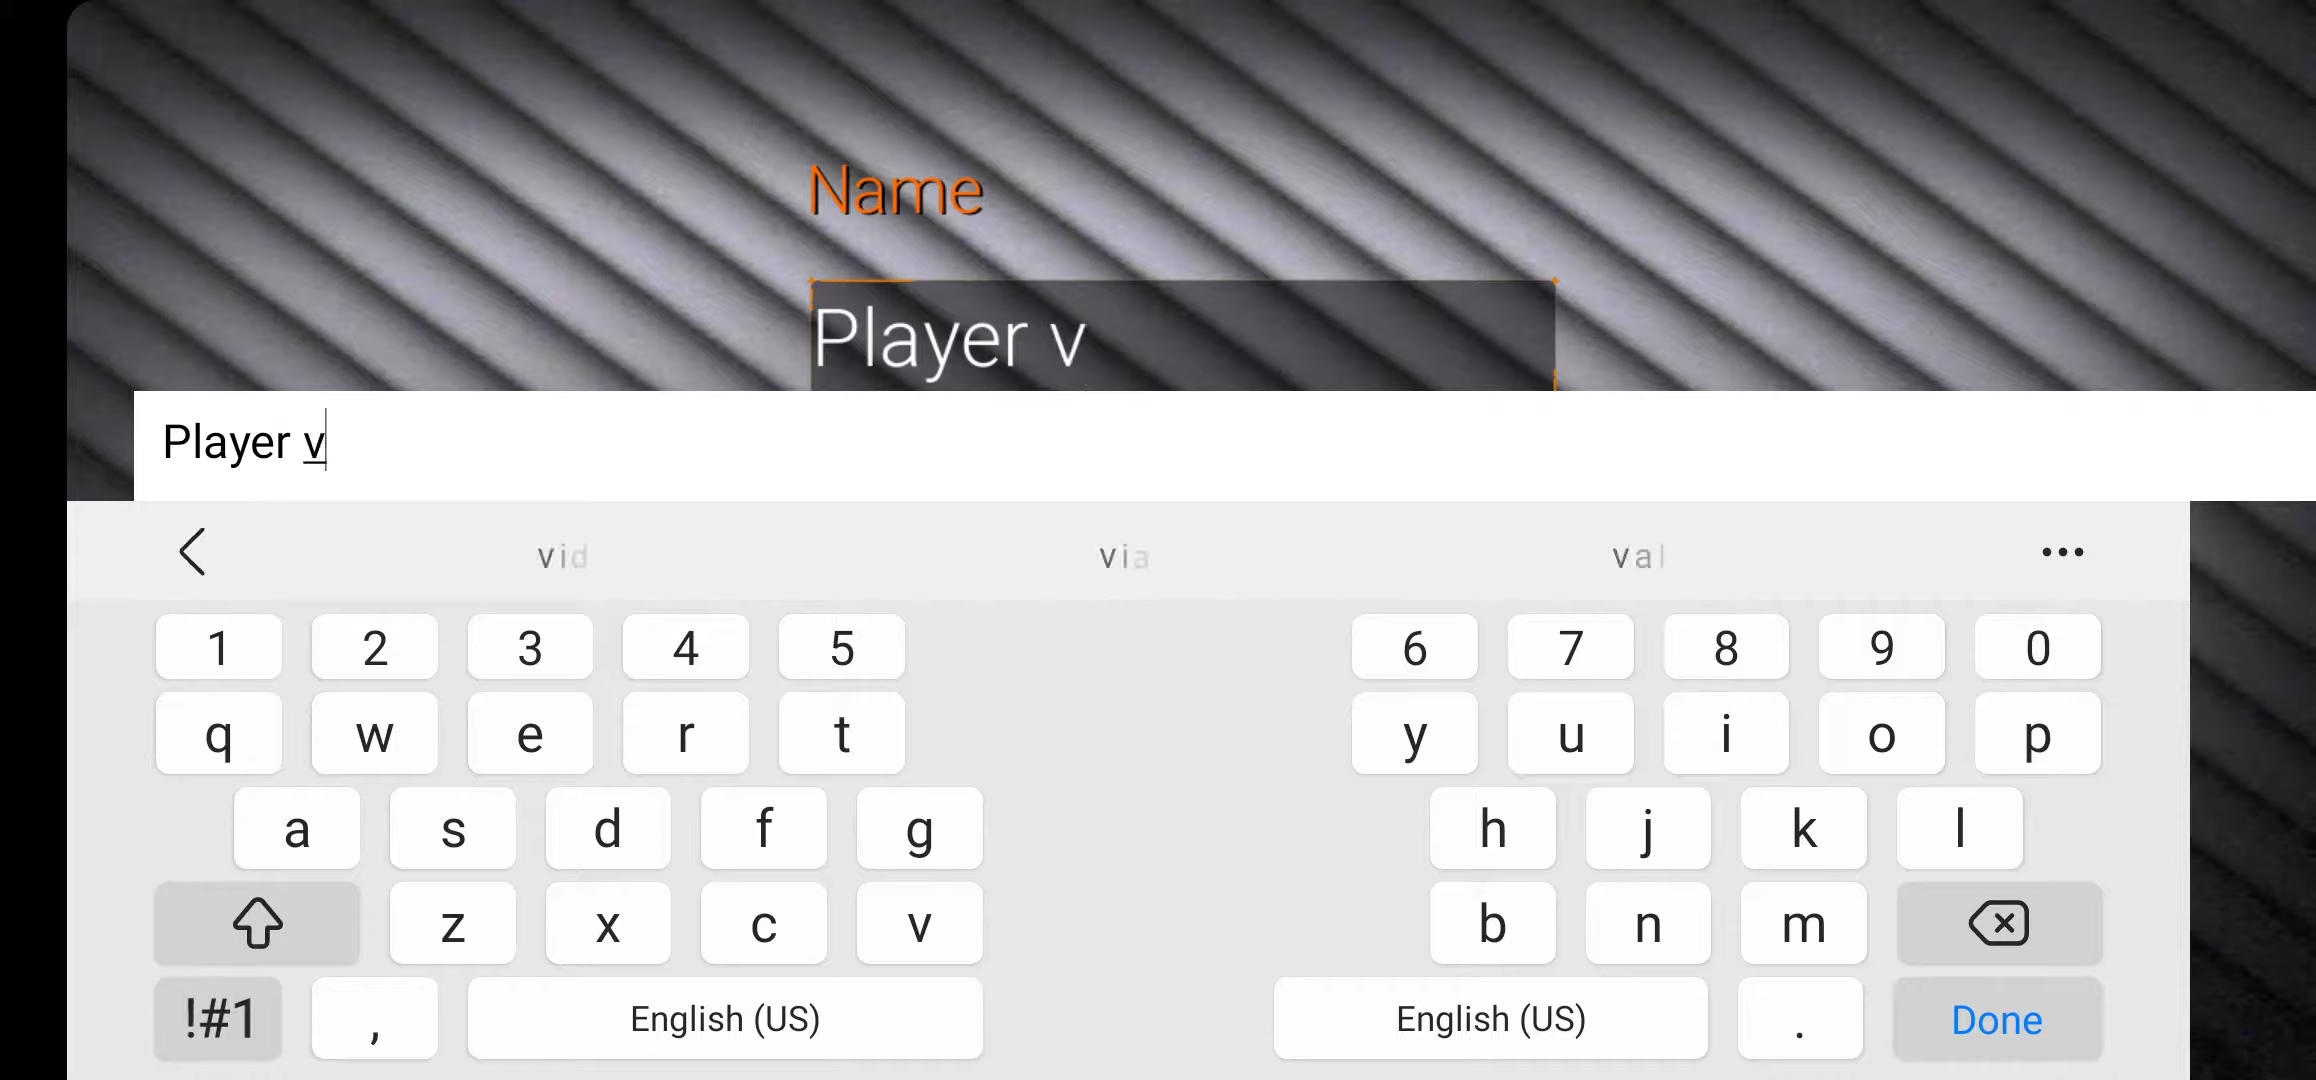 Name
Player v
Player v
vid via val
1 2 3 4 5 6 7 8 9 0
q w e r t y u i o p
a s d f g h j k l
z x c v b n m
!#1 , English (US) English (US) . Done